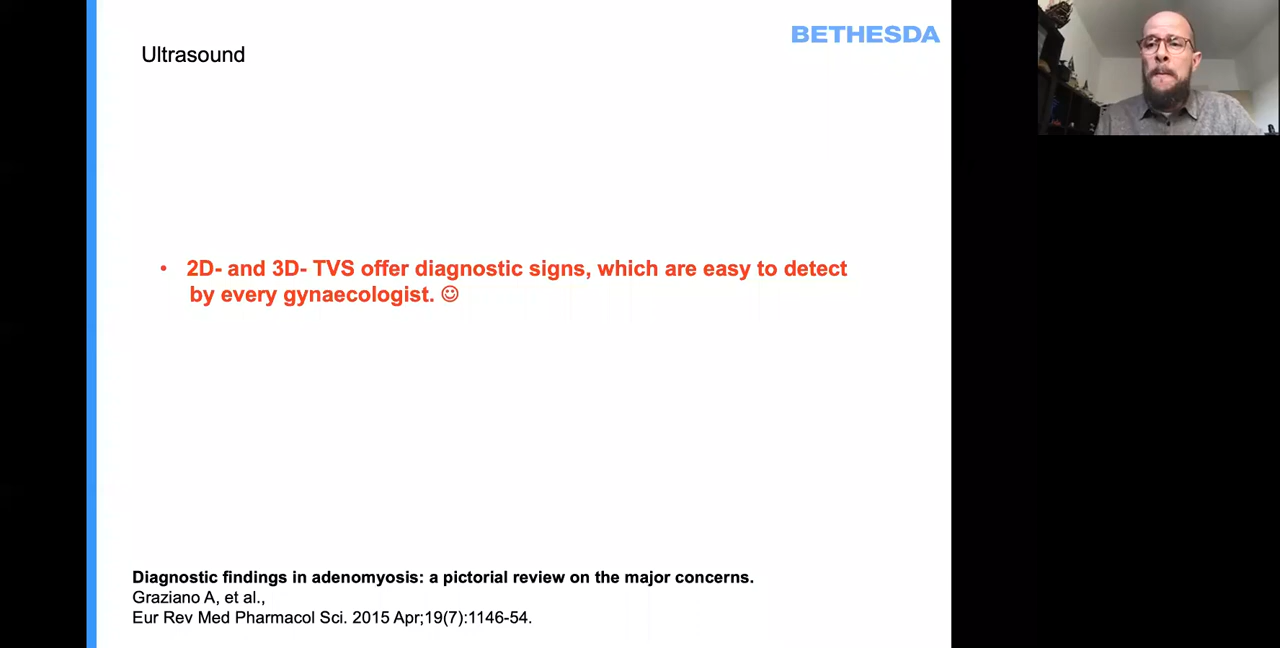 BETHESDA
Ultrasound
• 2D- and 3D- TVS offer diagnostic signs, which are easy to detect
by every gynaecologist. ☺
Diagnostic findings in adenomyosis: a pictorial review on the major concerns.
Graziano A, et al.,
Eur Rev Med Pharmacol Sci. 2015 Apr;19(7):1146-54.